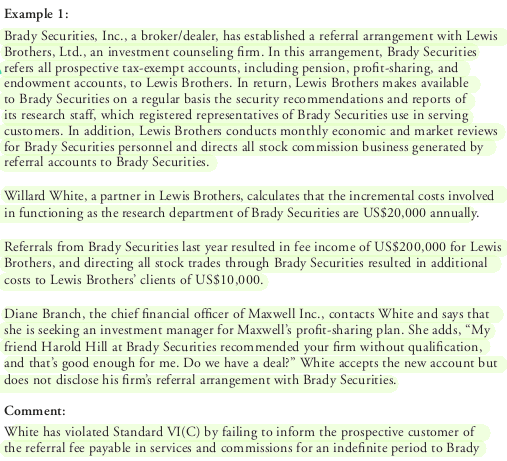 Example 1:
Brady Securities, Inc., a broker/dealer, has established a referral arrangement with Lewis
Brothers, Ltd., an investment counseling firm. In this arrangement, Brady Securities
refers all prospective tax-exempt accounts, including pension, profit-sharing, and
endowment accounts, to Lewis Brothers. In return, Lewis Brothers makes available
to Brady Securities on a regular basis the security recommendations and reports of
its research staff, which registered representatives of Brady Securities use in serving
customers. In addition, Lewis Brothers conducts monthly economic and market reviews
for Brady Securities personnel and directs all stock commission business generated by
referral accounts to Brady Securities.
Willard White, a partner in Lewis Brothers, calculates that the incremental costs involved
in functioning as the research department of Brady Securities are US$20,000 annually.
Referrals from Brady Securities last year resulted in fee income of US$200,000 for Lewis
Brothers, and directing all stock trades through Brady Securities resulted in additional
costs to Lewis Brothers' clients of US$10,000.
Diane Branch, the chief financial officer of Maxwell Inc., contacts White and says that
she is seeking an investment manager for Maxwell's profit-sharing plan. She adds, "My
friend Harold Hill at Brady Securities recommended your firm without qualification,
and that's good enough for me. Do we have a deal?" White accepts the new account but
does not disclose his firm's referral arrangement with Brady Securities.
Comment:
White has violated Standard VI(C) by failing to inform the prospective customer of
the referral fee payable in services and commissions for an indefinite period to Brady